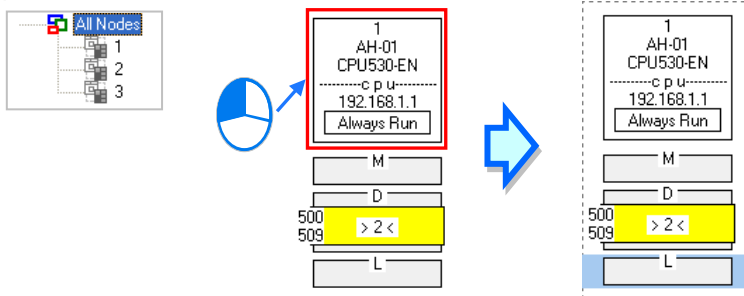 All Nodes
1
2
3
1
AH-01
CPU530-EN
--------c p u--------
192.168.1.1
Always Run
M
D
500
509
> 2 <
L
1
AH-01
CPU530-EN
--------c p u--------
192.168.1.1
Always Run
M
D
500
509
> 2 <
L